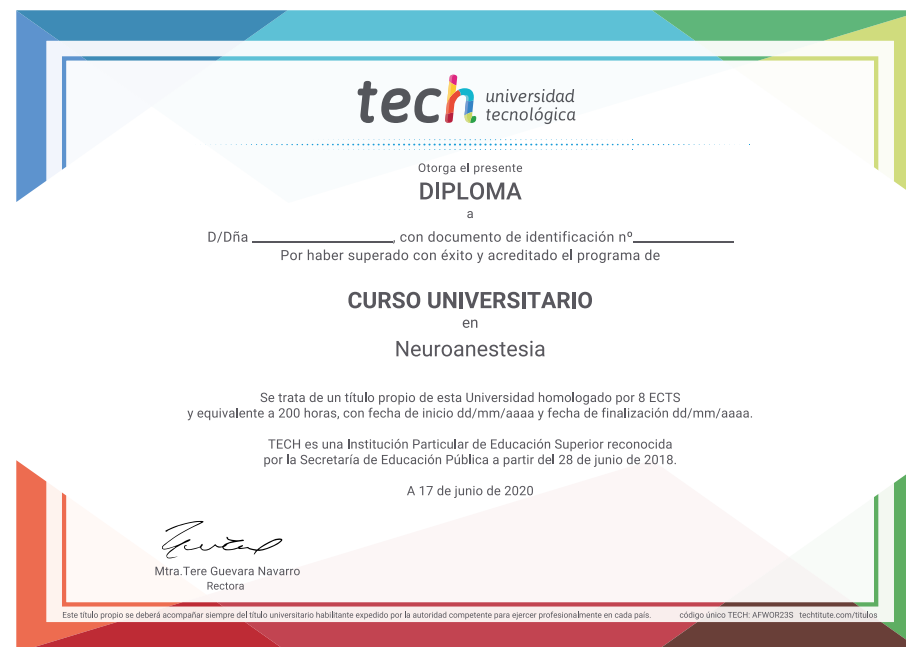 tech universidad
tecnológica
Otorga el presente
DIPLOMA
a
D/Dña ____________________, con documento de identificación nº______________
Por haber superado con éxito y acreditado el programa de
CURSO UNIVERSITARIO
en
Neuroanestesia
Se trata de un título propio de esta Universidad homologado por 8 ECTS
y equivalente a 200 horas, con fecha de inicio dd/mm/aaaa y fecha de finalización dd/mm/aaaa.
TECH es una Institución Particular de Educación Superior reconocida
por la Secretaría de Educación Pública a partir del 28 de junio de 2018.
A 17 de junio de 2020
Mtra.Tere Guevara Navarro
Rectora
Este título propio se deberá acompañar siempre del título universitario habilitante expedido por la autoridad competente para ejercer profesionalmente en cada país. código único TECH: AFWOR23S techtitute.com/titulos